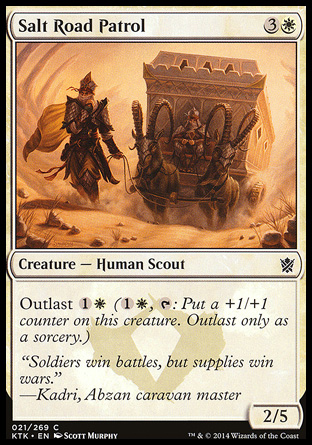 Salt Road Patrol 3
Creature — Human Scout
Outlast 1 (1, : Put a +1/+1
counter on this creature. Outlast only as
a sorcery.)
“Soldiers win battles, but supplies win
wars.”
—Kadri, Abzan caravan master
2/5
021/269 C
KTK • EN SCOTT MURPHY ™ & © 2014 Wizards of the Coast